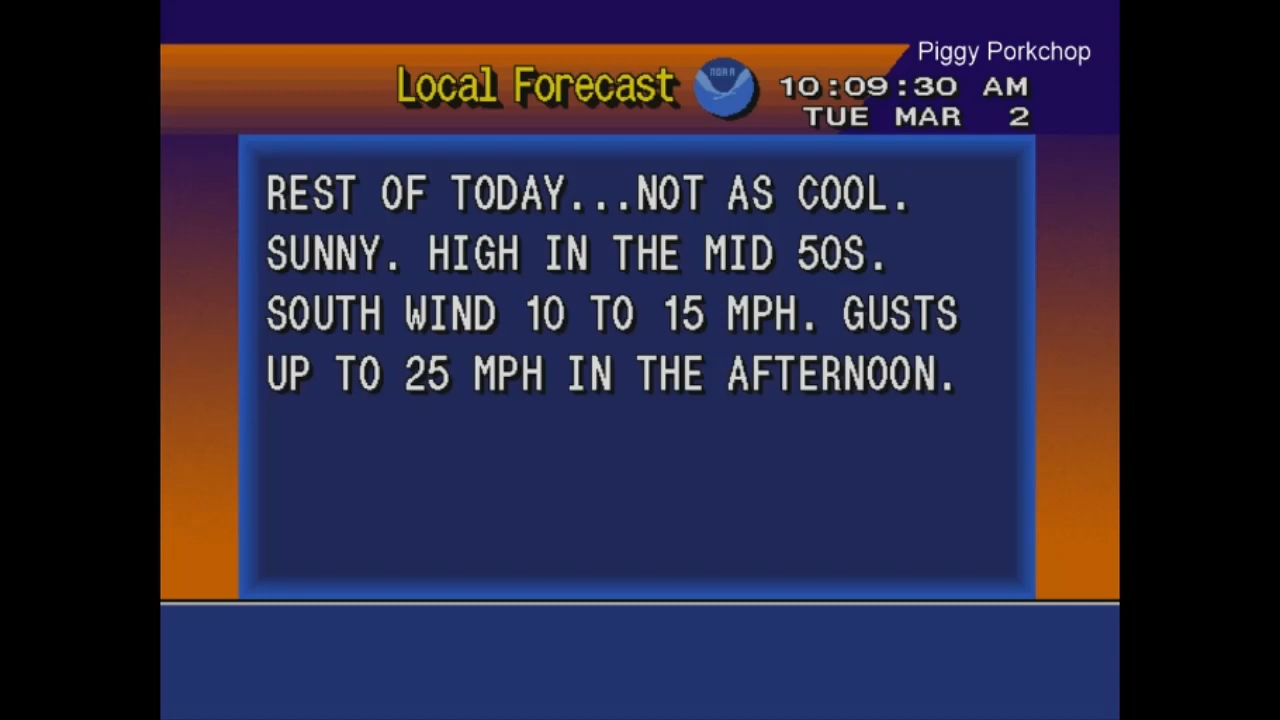 Piggy Porkchop
Local Forecast
NOAA
10:09:30 AM
TUE MAR 2
REST OF TODAY...NOT AS COOL.
SUNNY. HIGH IN THE MID 50S.
SOUTH WIND 10 TO 15 MPH. GUSTS
UP TO 25 MPH IN THE AFTERNOON.